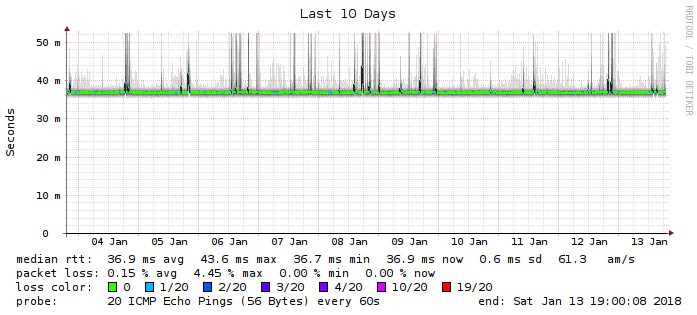 Last 10 Days
RRDTOOL / TOBI OETIKER
Seconds
50 m
40 m
30 m
20 m
10 m
0
04 Jan 05 Jan 06 Jan 07 Jan 08 Jan 09 Jan 10 Jan 11 Jan 12 Jan 13 Jan
median rtt: 36.9 ms avg 43.6 ms max 36.7 ms min 36.9 ms now 0.6 ms sd 61.3 am/s
packet loss: 0.15 % avg 4.45 % max 0.00 % min 0.00 % now
loss color: 0 1/20 2/20 3/20 4/20 10/20 19/20
probe: 20 ICMP Echo Pings (56 Bytes) every 60s end: Sat Jan 13 19:00:08 2018